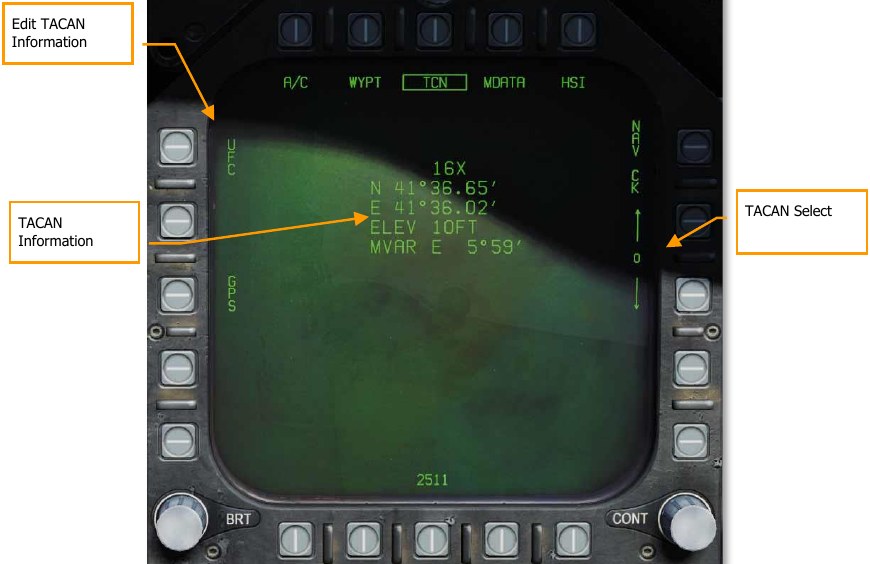 Edit TACAN
Information
A/C WYPT TCN MDATA HSI
UFC
NAV CK
16X
N 41°36.65′
E 41°36.02′
ELEV 10FT
MVAR E 5°59′
TACAN
Information
TACAN Select
0
GPS
2511
BRT
CONT